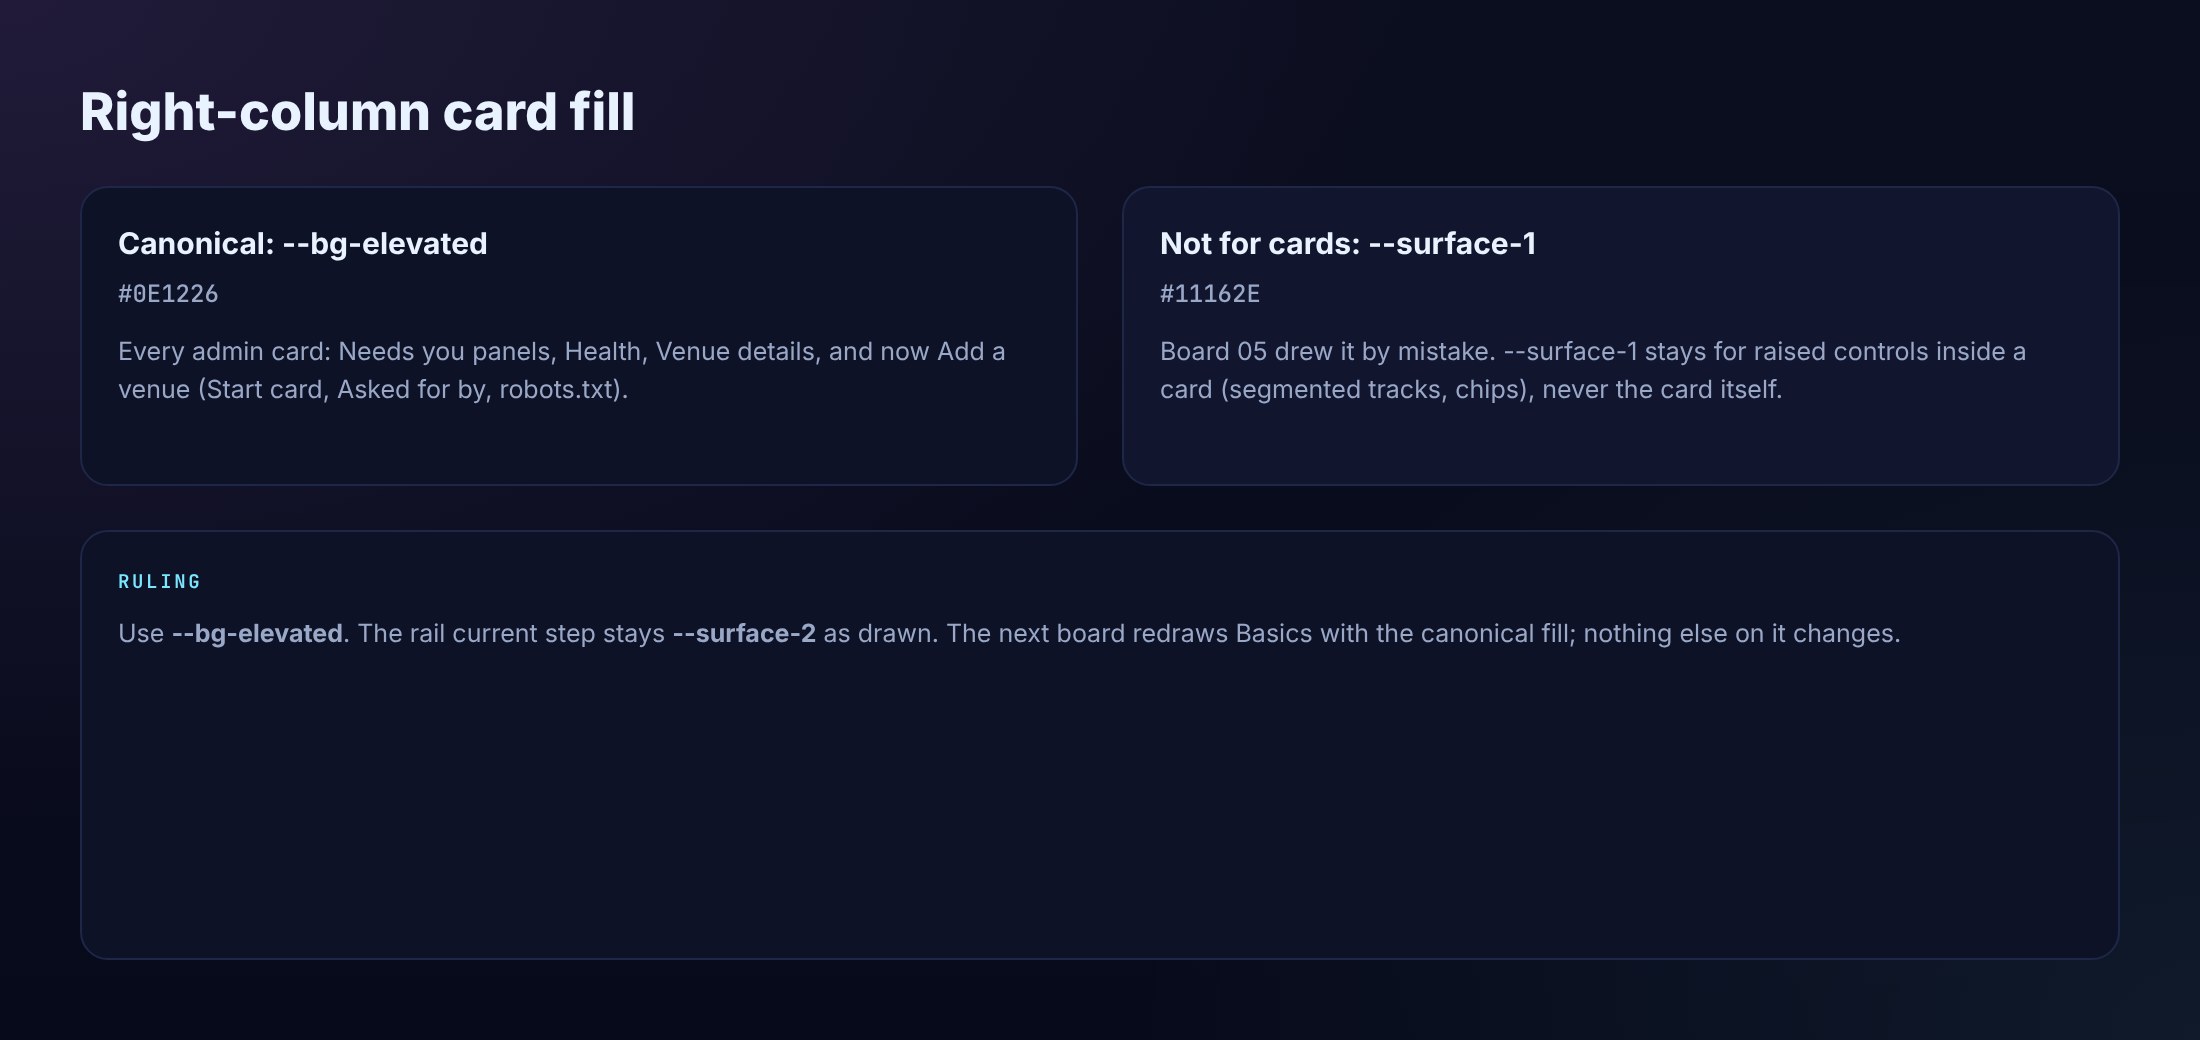 Right-column card fill
Canonical: --bg-elevated
#0E1226
Every admin card: Needs you panels, Health, Venue details, and now Add a
venue (Start card, Asked for by, robots.txt).
Not for cards: --surface-1
#11162E
Board 05 drew it by mistake. --surface-1 stays for raised controls inside a
card (segmented tracks, chips), never the card itself.
RULING
Use --bg-elevated. The rail current step stays --surface-2 as drawn. The next board redraws Basics with the canonical fill; nothing else on it changes.